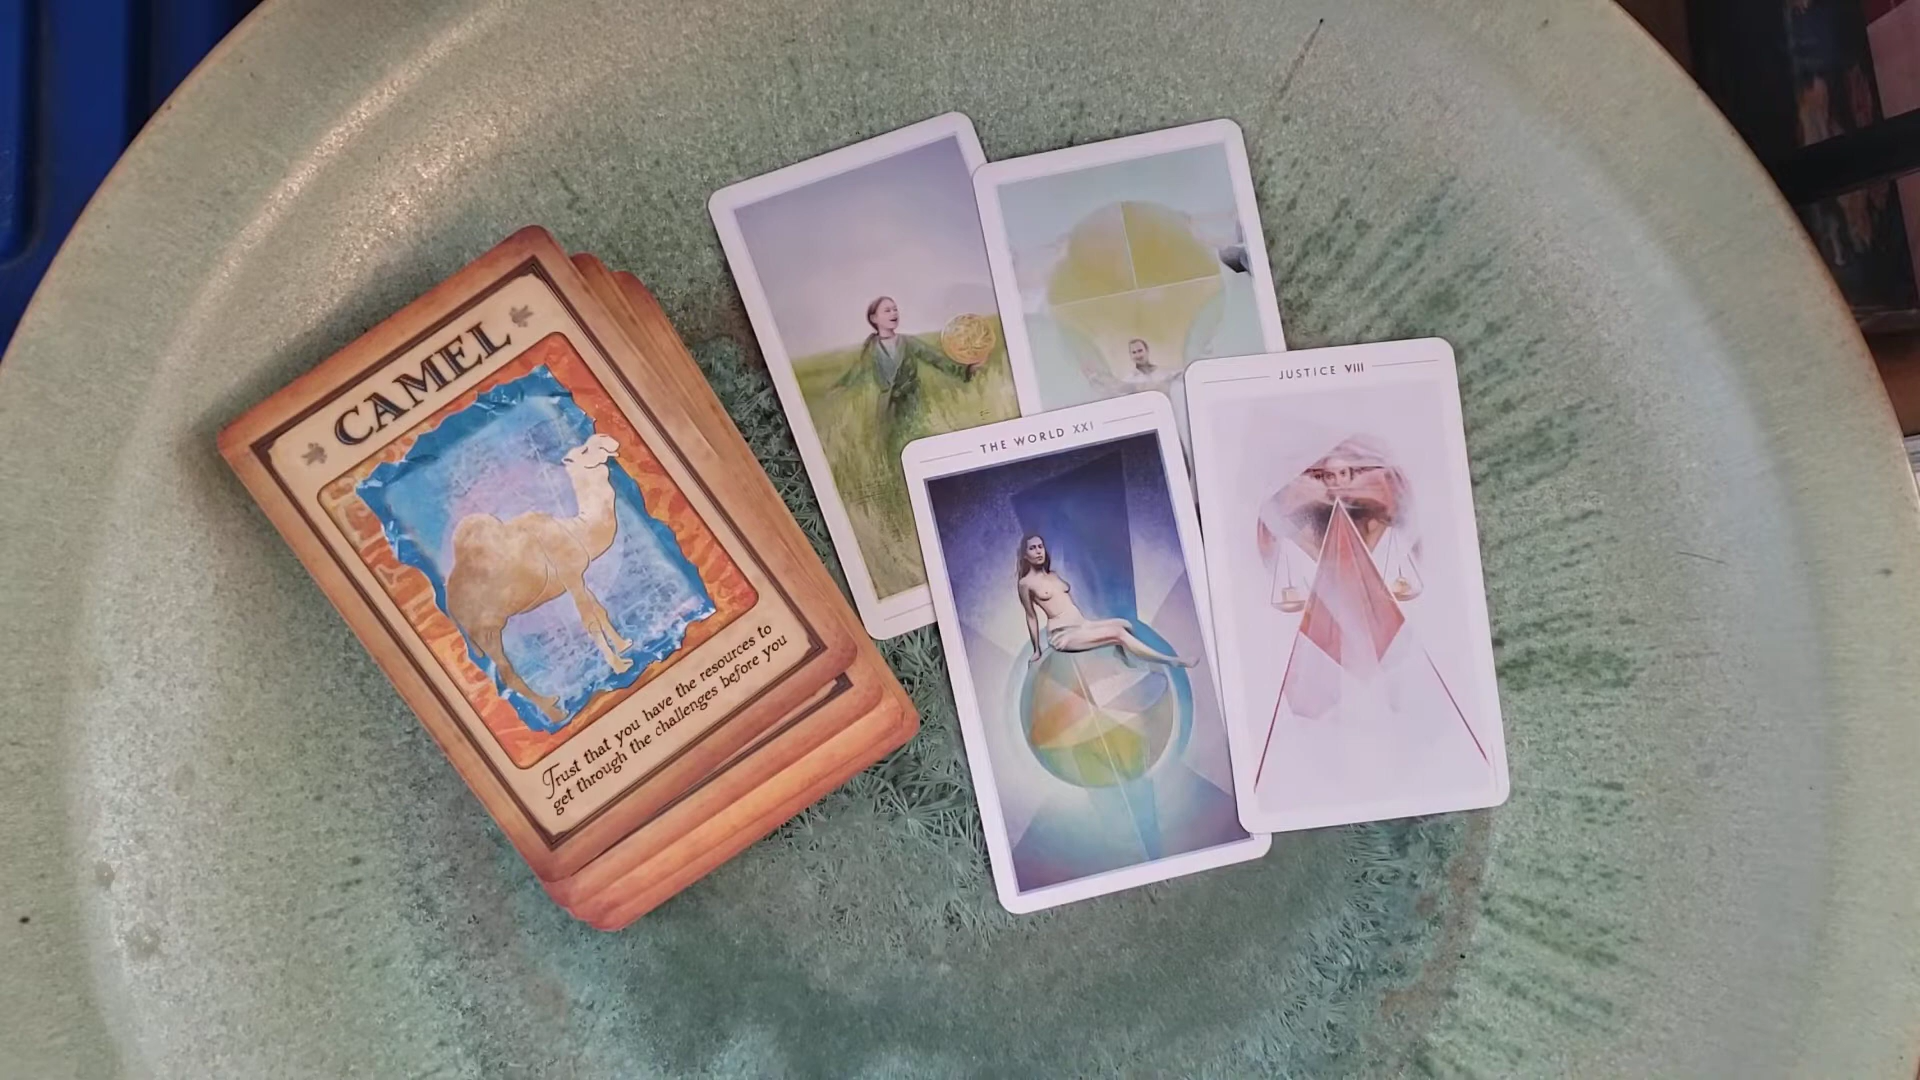 CAMEL
Trust that you have the resources to
get through the challenges before you
THE WORLD XXI
JUSTICE VIII